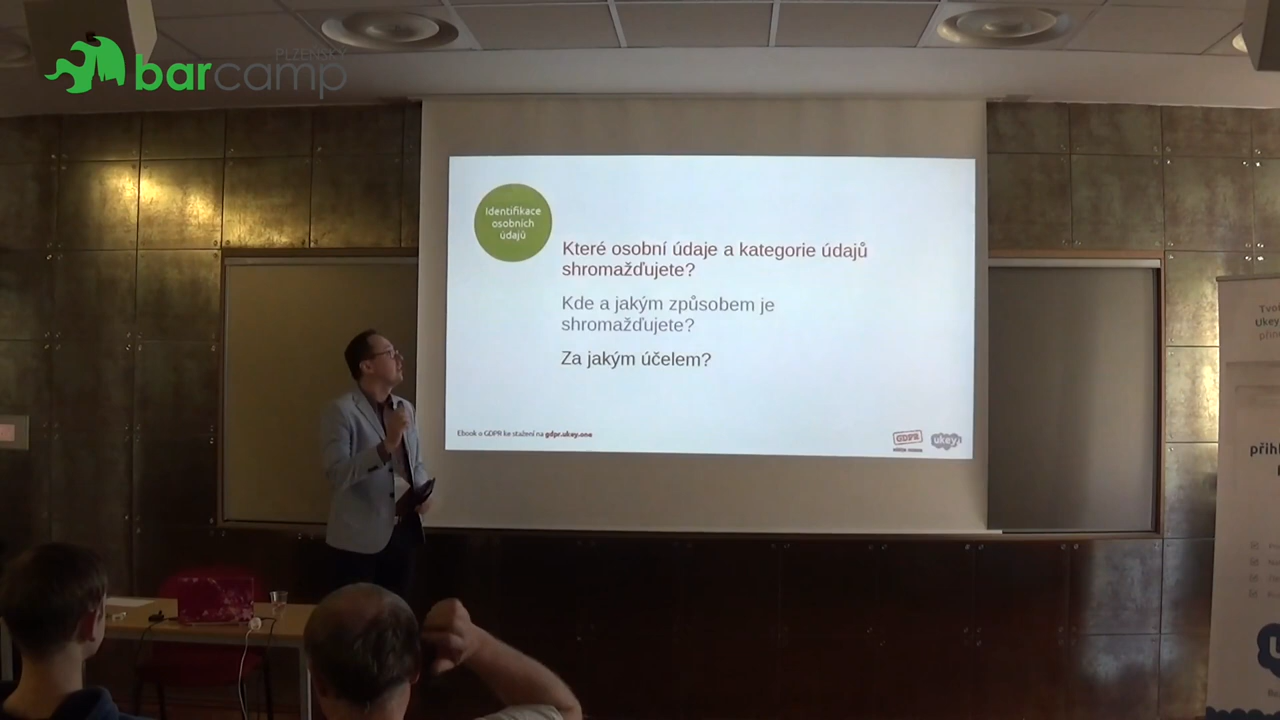 PLZEŇSKÝ
barcamp
Identifikace
osobních
údajů
Které osobní údaje a kategorie údajů
shromažďujete?
Kde a jakým způsobem je
shromažďujete?
Za jakým účelem?
Ebook o GDPR ke stažení na gdpr.ukey.one
GDPR
ukey
Ukey